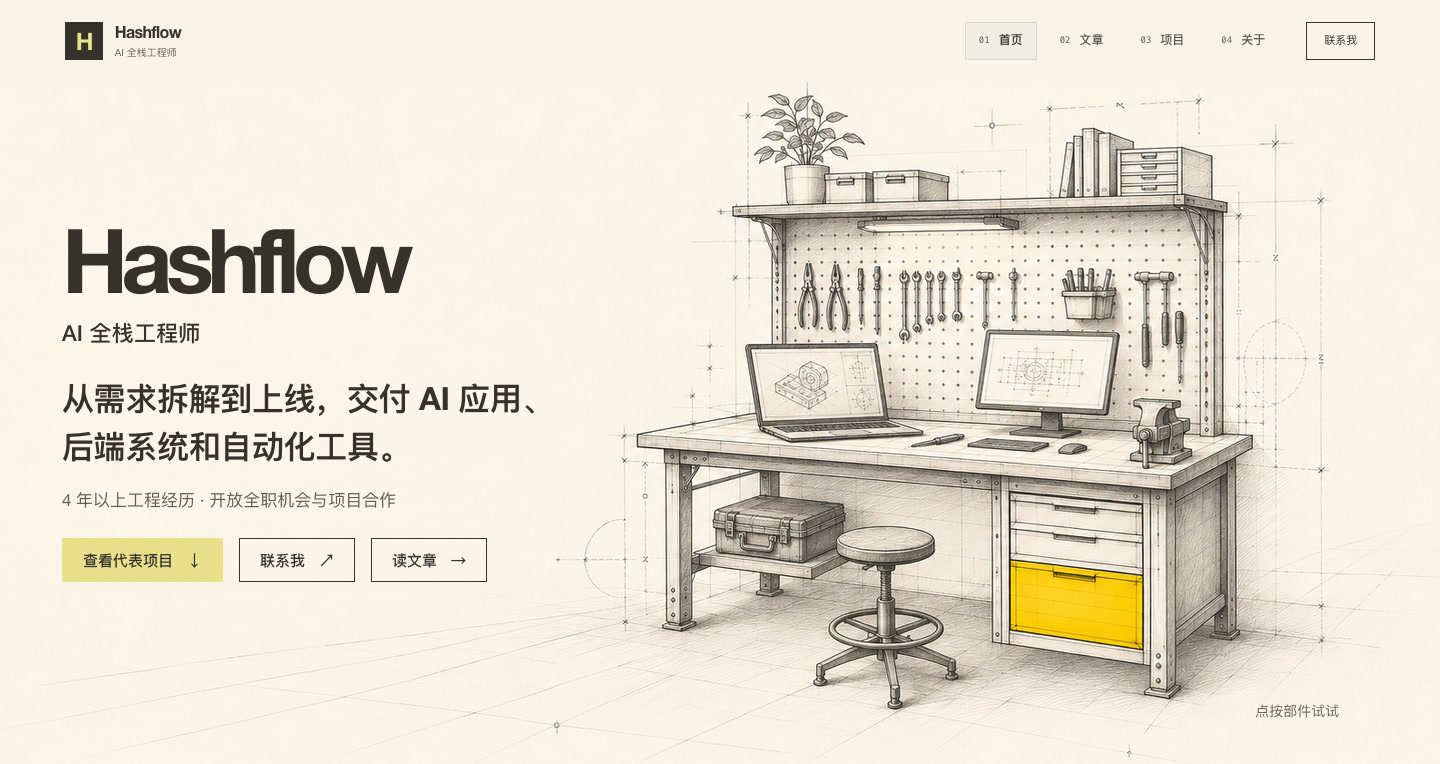 H
Hashflow
AI 全栈工程师
01 首页
02 文章
03 项目
04 关于
联系我
Hashflow
AI 全栈工程师
从需求拆解到上线，交付 AI 应用、
后端系统和自动化工具。
4 年以上工程经历 · 开放全职机会与项目合作
查看代表项目 ↓
联系我 ↗
读文章 →
点按部件试试